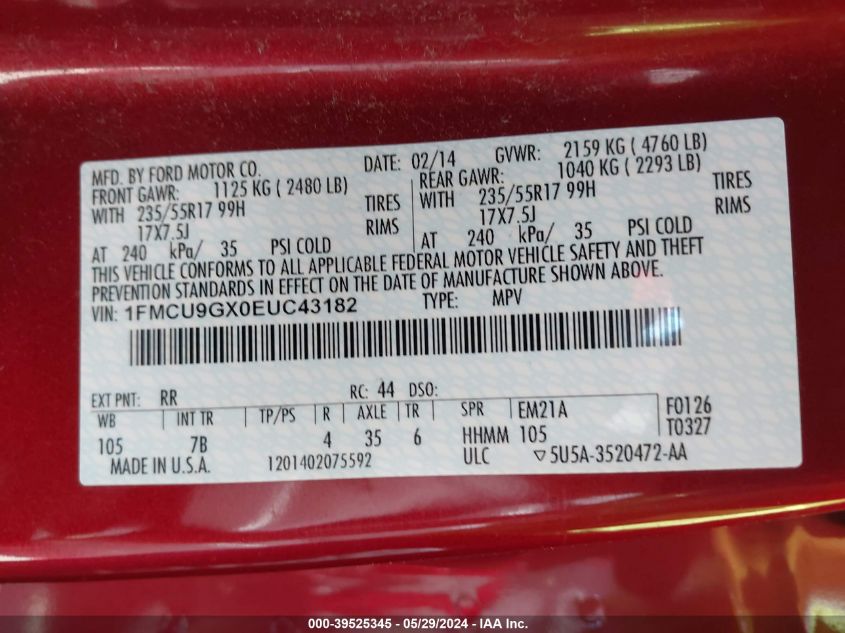 MFD. BY FORD MOTOR CO. DATE: 02/14 GVWR: 2159 KG ( 4760 LB)
FRONT GAWR: 1125 KG ( 2480 LB) REAR GAWR: 1040 KG ( 2293 LB)
WITH 235/55R17 99H TIRES WITH 235/55R17 99H TIRES
17X7.5J RIMS 17X7.5J RIMS
AT 240 kPa/ 35 PSI COLD AT 240 kPa/ 35 PSI COLD
THIS VEHICLE CONFORMS TO ALL APPLICABLE FEDERAL MOTOR VEHICLE SAFETY AND THEFT
PREVENTION STANDARDS IN EFFECT ON THE DATE OF MANUFACTURE SHOWN ABOVE.
VIN: 1FMCU9GX0EUC43182 TYPE: MPV
EXT PNT: RR RC: 44 DSO:
WB INT TR TP/PS R AXLE TR SPR EM21A F0126
105 7B 4 35 6 HHMM 105 T0327
MADE IN U.S.A. 1201402075592 ULC ▽5U5A-3520472-AA
000-39525345 - 05/29/2024 - IAA Inc.